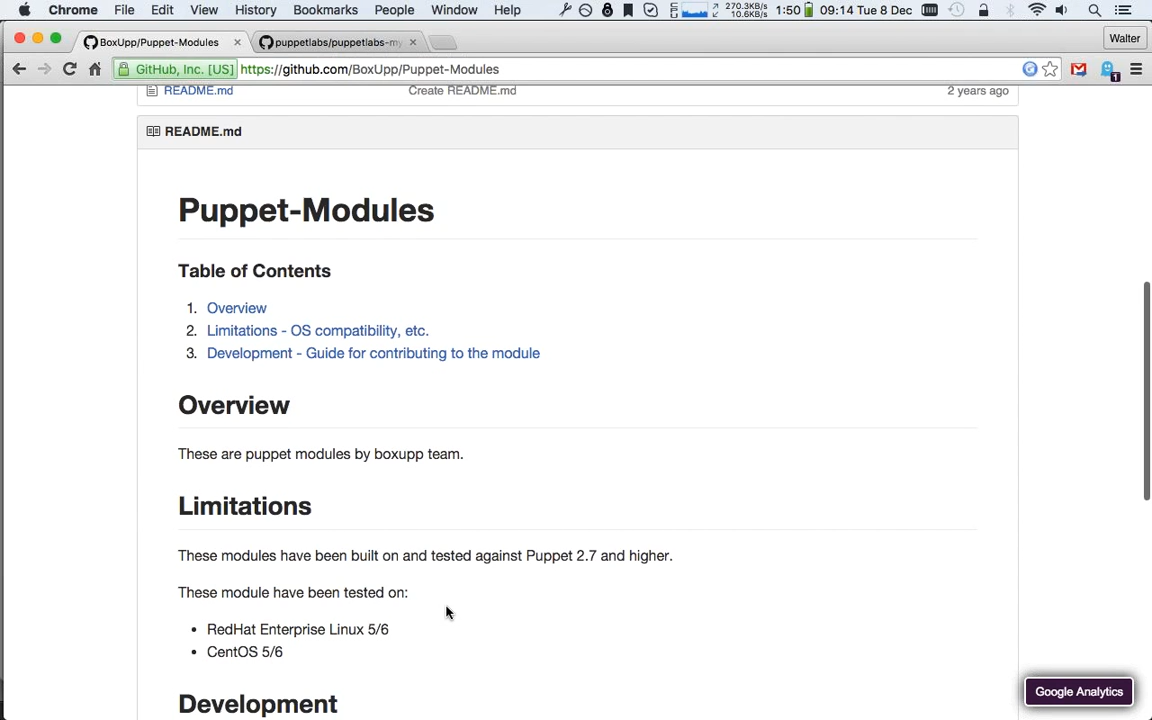 Chrome File Edit View History Bookmarks People Window Help 270.3KB/s 10.6KB/s 1:50 09:14 Tue 8 Dec
BoxUpp/Puppet-Modules puppetlabs/puppetlabs-my Walter
GitHub, Inc. [US] https://github.com/BoxUpp/Puppet-Modules 1
README.md Create README.md 2 years ago
README.md
Puppet-Modules
Table of Contents
1. Overview
2. Limitations - OS compatibility, etc.
3. Development - Guide for contributing to the module
Overview
These are puppet modules by boxupp team.
Limitations
These modules have been built on and tested against Puppet 2.7 and higher.
These module have been tested on:
• RedHat Enterprise Linux 5/6
• CentOS 5/6
Development
Google Analytics